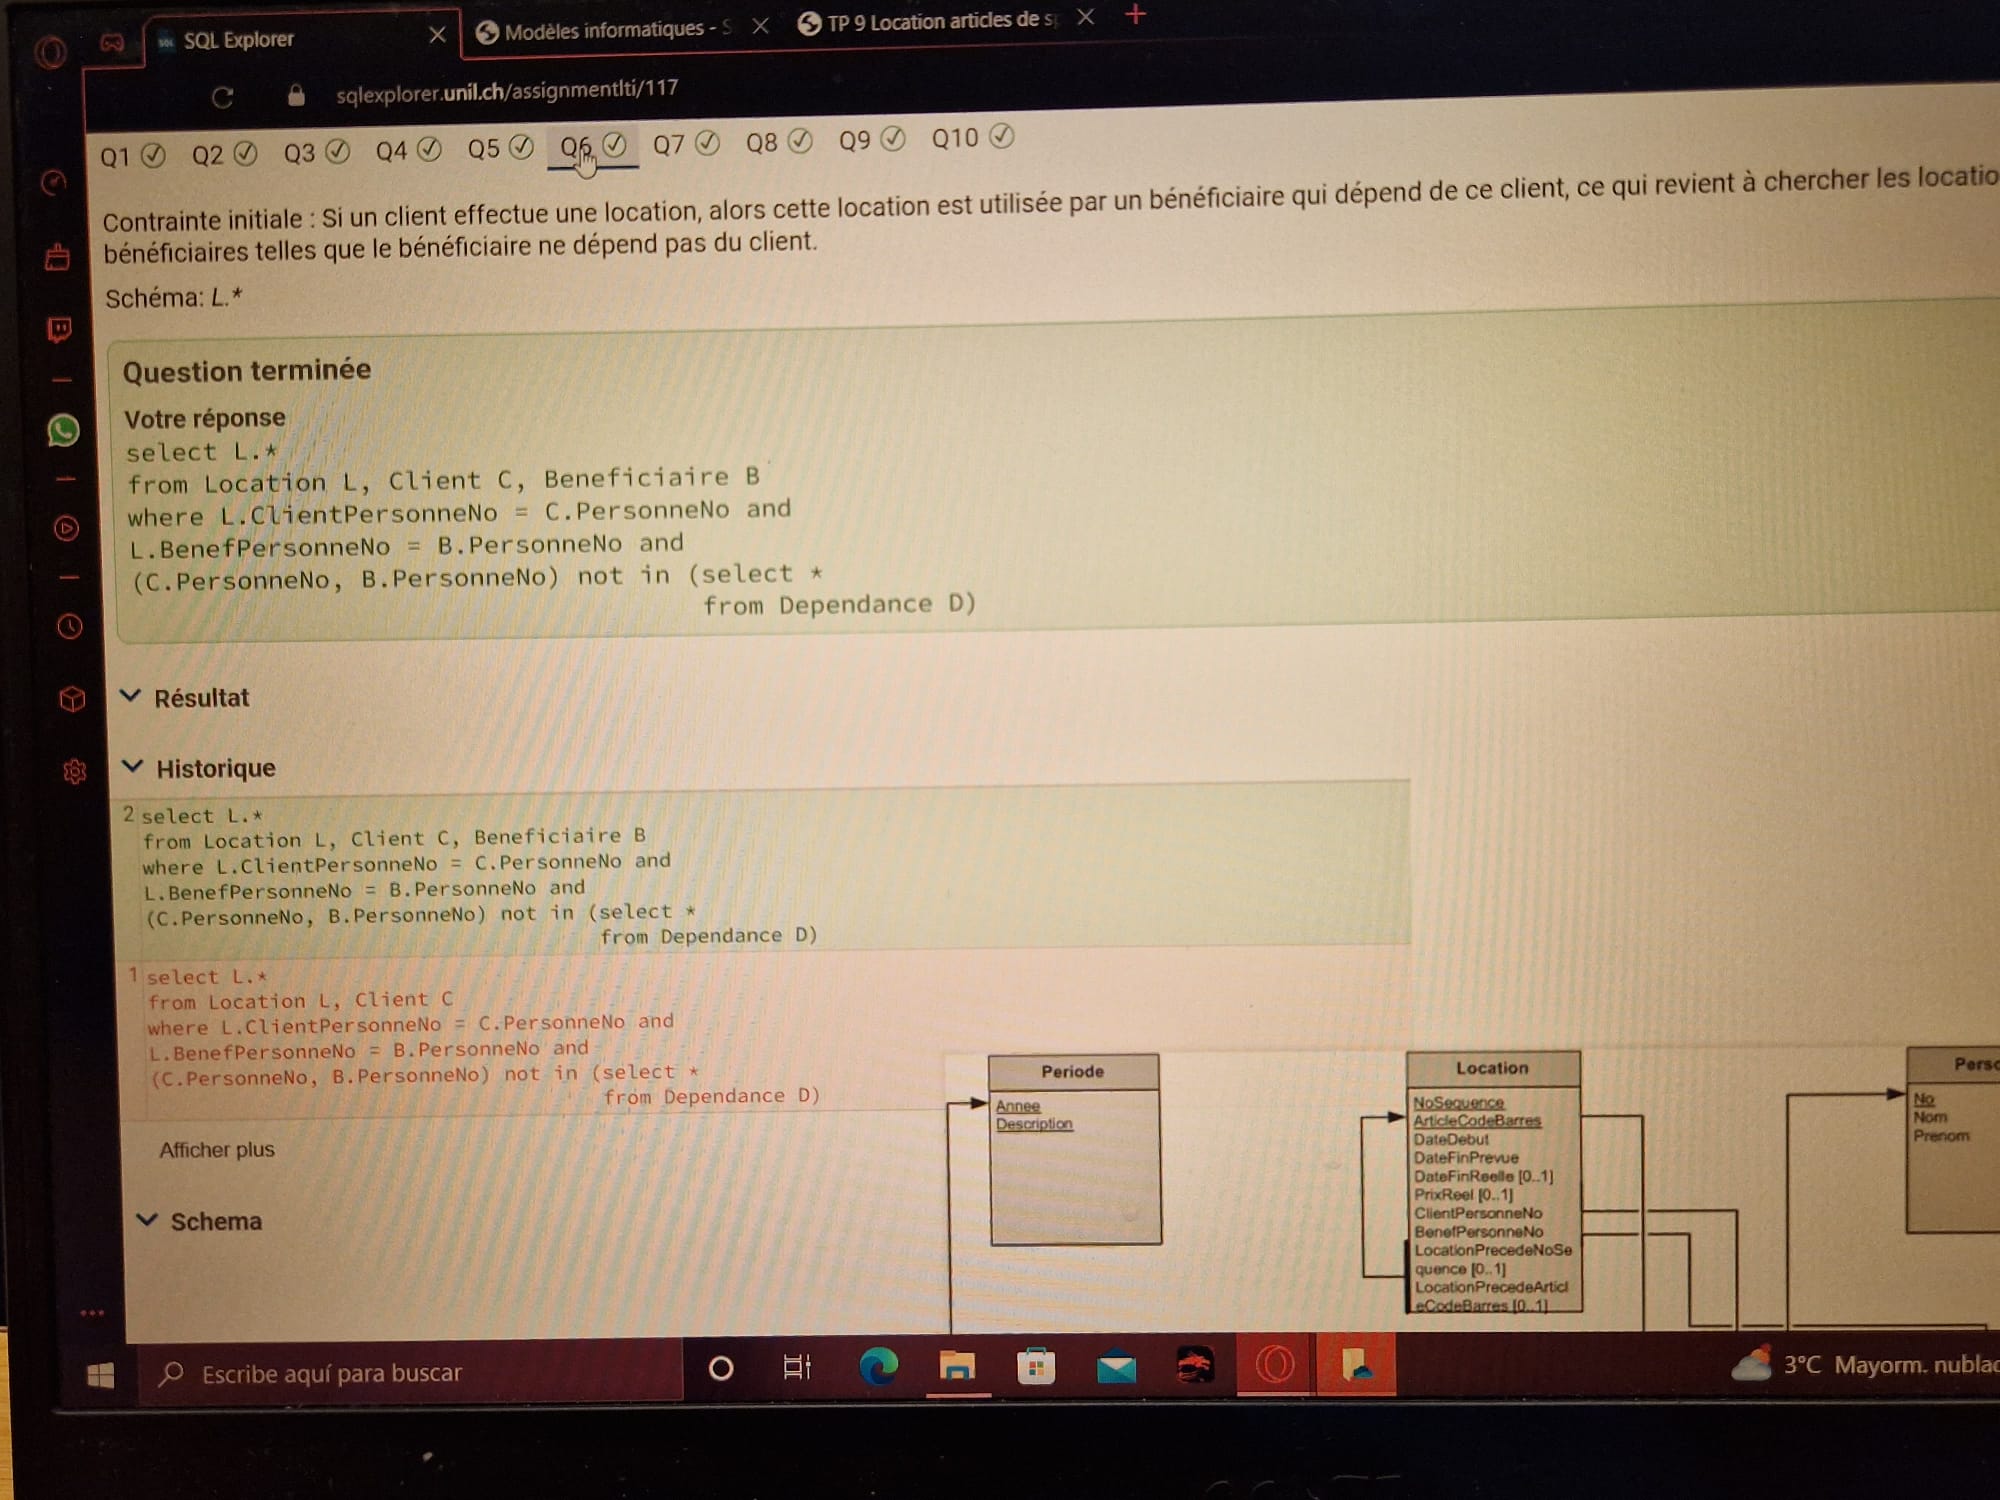 SQL Explorer
Modèles informatiques - S
TP 9 Location articles de sp
sqlexplorer.unil.ch/assignmentlti/117
Q1 Q2 Q3 Q4 Q5 Q6 Q7 Q8 Q9 Q10
Contrainte initiale : Si un client effectue une location, alors cette location est utilisée par un bénéficiaire qui dépend de ce client, ce qui revient à chercher les locatio
bénéficiaires telles que le bénéficiaire ne dépend pas du client.
Schéma: L.*
Question terminée
Votre réponse
select L.*
from Location L, Client C, Beneficiaire B
where L.ClientPersonneNo = C.PersonneNo and
L.BenefPersonneNo = B.PersonneNo and
(C.PersonneNo, B.PersonneNo) not in (select *
from Dependance D)
Résultat
Historique
2 select L.*
from Location L, Client C, Beneficiaire B
where L.ClientPersonneNo = C.PersonneNo and
L.BenefPersonneNo = B.PersonneNo and
(C.PersonneNo, B.PersonneNo) not in (select *
from Dependance D)
1 select L.*
from Location L, Client C
where L.ClientPersonneNo = C.PersonneNo and
L.BenefPersonneNo = B.PersonneNo and
(C.PersonneNo, B.PersonneNo) not in (select *
from Dependance D)
Afficher plus
Schema
Periode
Annee
Description
Location
NoSequence
ArticleCodeBarres
DateDebut
DateFinPrevue
DateFinReelle [0..1]
PrixReel [0..1]
ClientPersonneNo
BenefPersonneNo
LocationPrecedeNoSe
quence [0..1]
LocationPrecedeArticl
eCodeBarres [0..1]
Perso
No
Nom
Prenom
Escribe aquí para buscar
3°C Mayorm. nublad